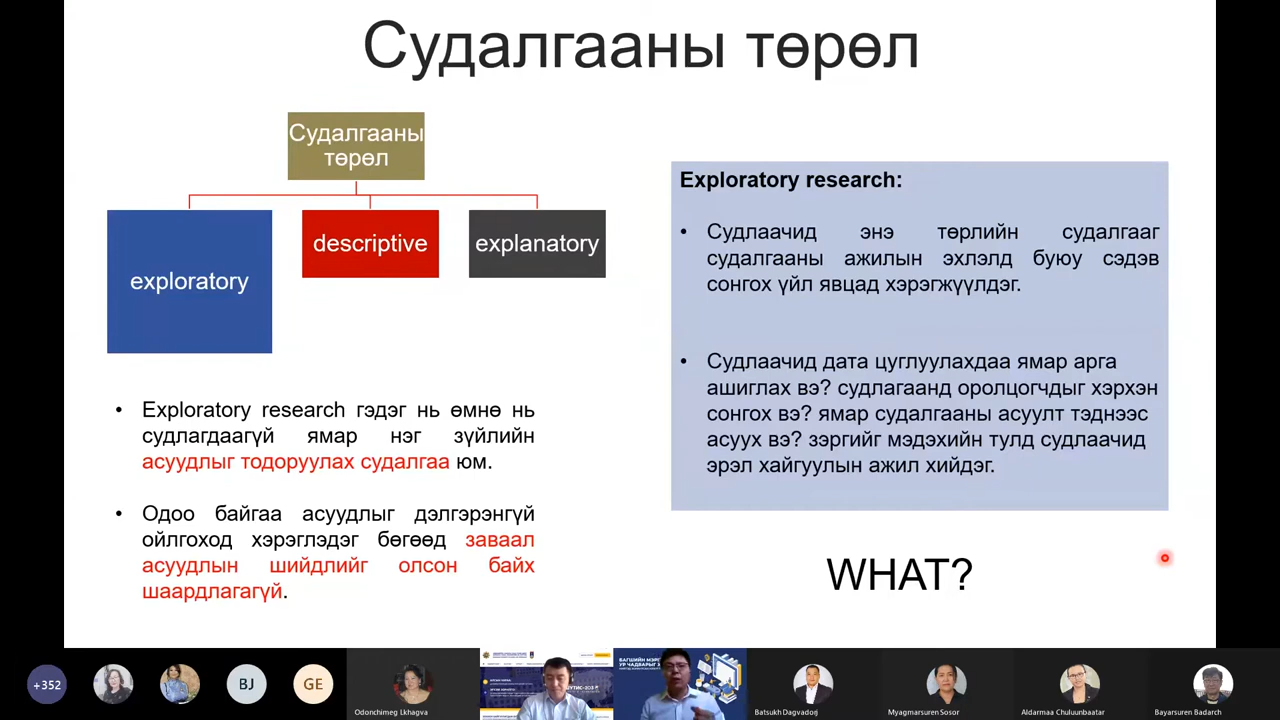 Судалгааны төрөл
Судалгааны
төрөл
exploratory
descriptive
explanatory
• Exploratory research гэдэг нь өмнө нь
судлагдаагүй ямар нэг зүйлийн
асуудлыг тодоруулах судалгаа юм.
• Одоо байгаа асуудлыг дэлгэрэнгүй
ойлгоход хэрэглэдэг бөгөөд заваал
асуудлын шийдлийг олсон байх
шаардлагагүй.
Exploratory research:
• Судлаачид энэ төрлийн судалгааг
судалгааны ажилын эхлэлд буюу сэдэв
сонгох үйл явцад хэрэгжүүлдэг.
• Судлаачид дата цуглуулахдаа ямар арга
ашиглах вэ? судлагаанд оролцогчдыг хэрхэн
сонгох вэ? ямар судалгааны асуулт тэднээс
асуух вэ? зэргийг мэдэхийн тулд судлаачид
эрэл хайгуулын ажил хийдэг.
WHAT?
+352
BJ
GE
Odonchimeg Lkhagva
Batsukh Dagvadorj
Myagmarsuren Sosor
Aldarmaa Chuluunbaatar
Bayarsuren Badarch